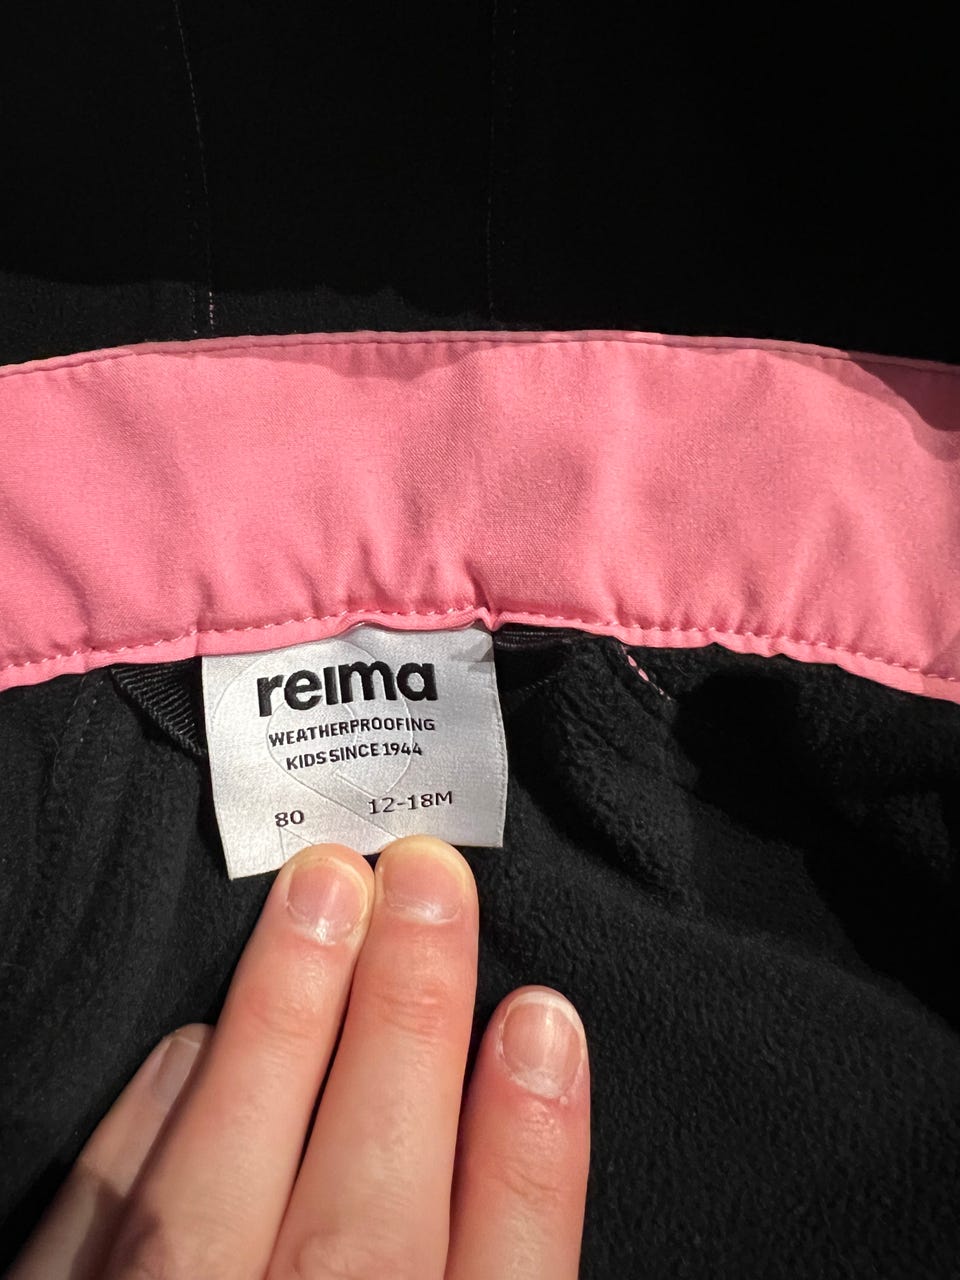 reima
WEATHERPROOFING
KIDS SINCE 1944
80 12-18M